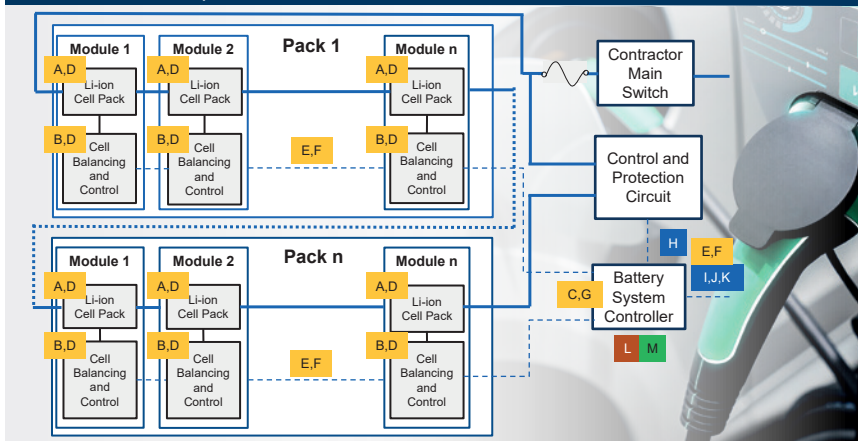 Pack 1
Module 1
Module 2
Module n
A,D
Li-ion
Cell Pack
A,D
Li-ion
Cell Pack
A,D
Li-ion
Cell Pack
B,D
Cell
Balancing
and
Control
B,D
Cell
Balancing
and
Control
E,F
B,D
Cell
Balancing
and
Control
Contractor
Main
Switch
Control and
Protection
Circuit
H
E,F
I,J,K
C,G
Battery
System
Controller
L
M
Pack n
Module 1
Module 2
Module n
A,D
Li-ion
Cell Pack
A,D
Li-ion
Cell Pack
A,D
Li-ion
Cell Pack
B,D
Cell
Balancing
and
Control
B,D
Cell
Balancing
and
Control
E,F
B,D
Cell
Balancing
and
Control